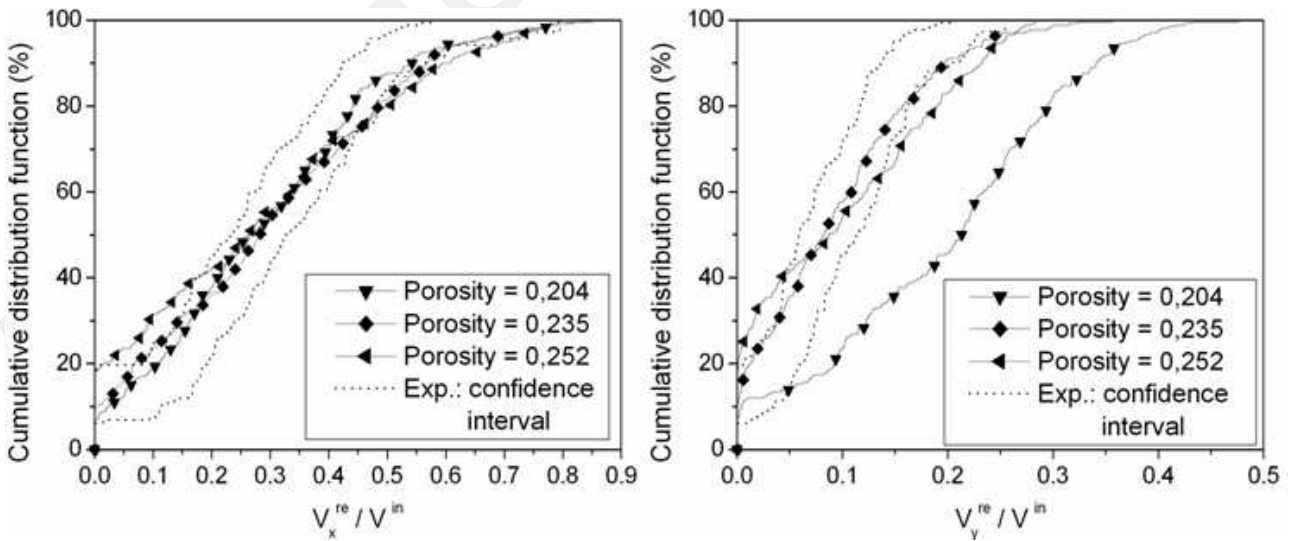 Cumulative distribution function (%)
100
80
60
40
20
0
0.0 0.1 0.2 0.3 0.4 0.5 0.6 0.7 0.8 0.9
V_x^re / V^in
Porosity = 0,204
Porosity = 0,235
Porosity = 0,252
Exp.: confidence
interval
Cumulative distribution function (%)
100
80
60
40
20
0
0.0 0.1 0.2 0.3 0.4 0.5
V_y^re / V^in
Porosity = 0,204
Porosity = 0,235
Porosity = 0,252
Exp.: confidence
interval